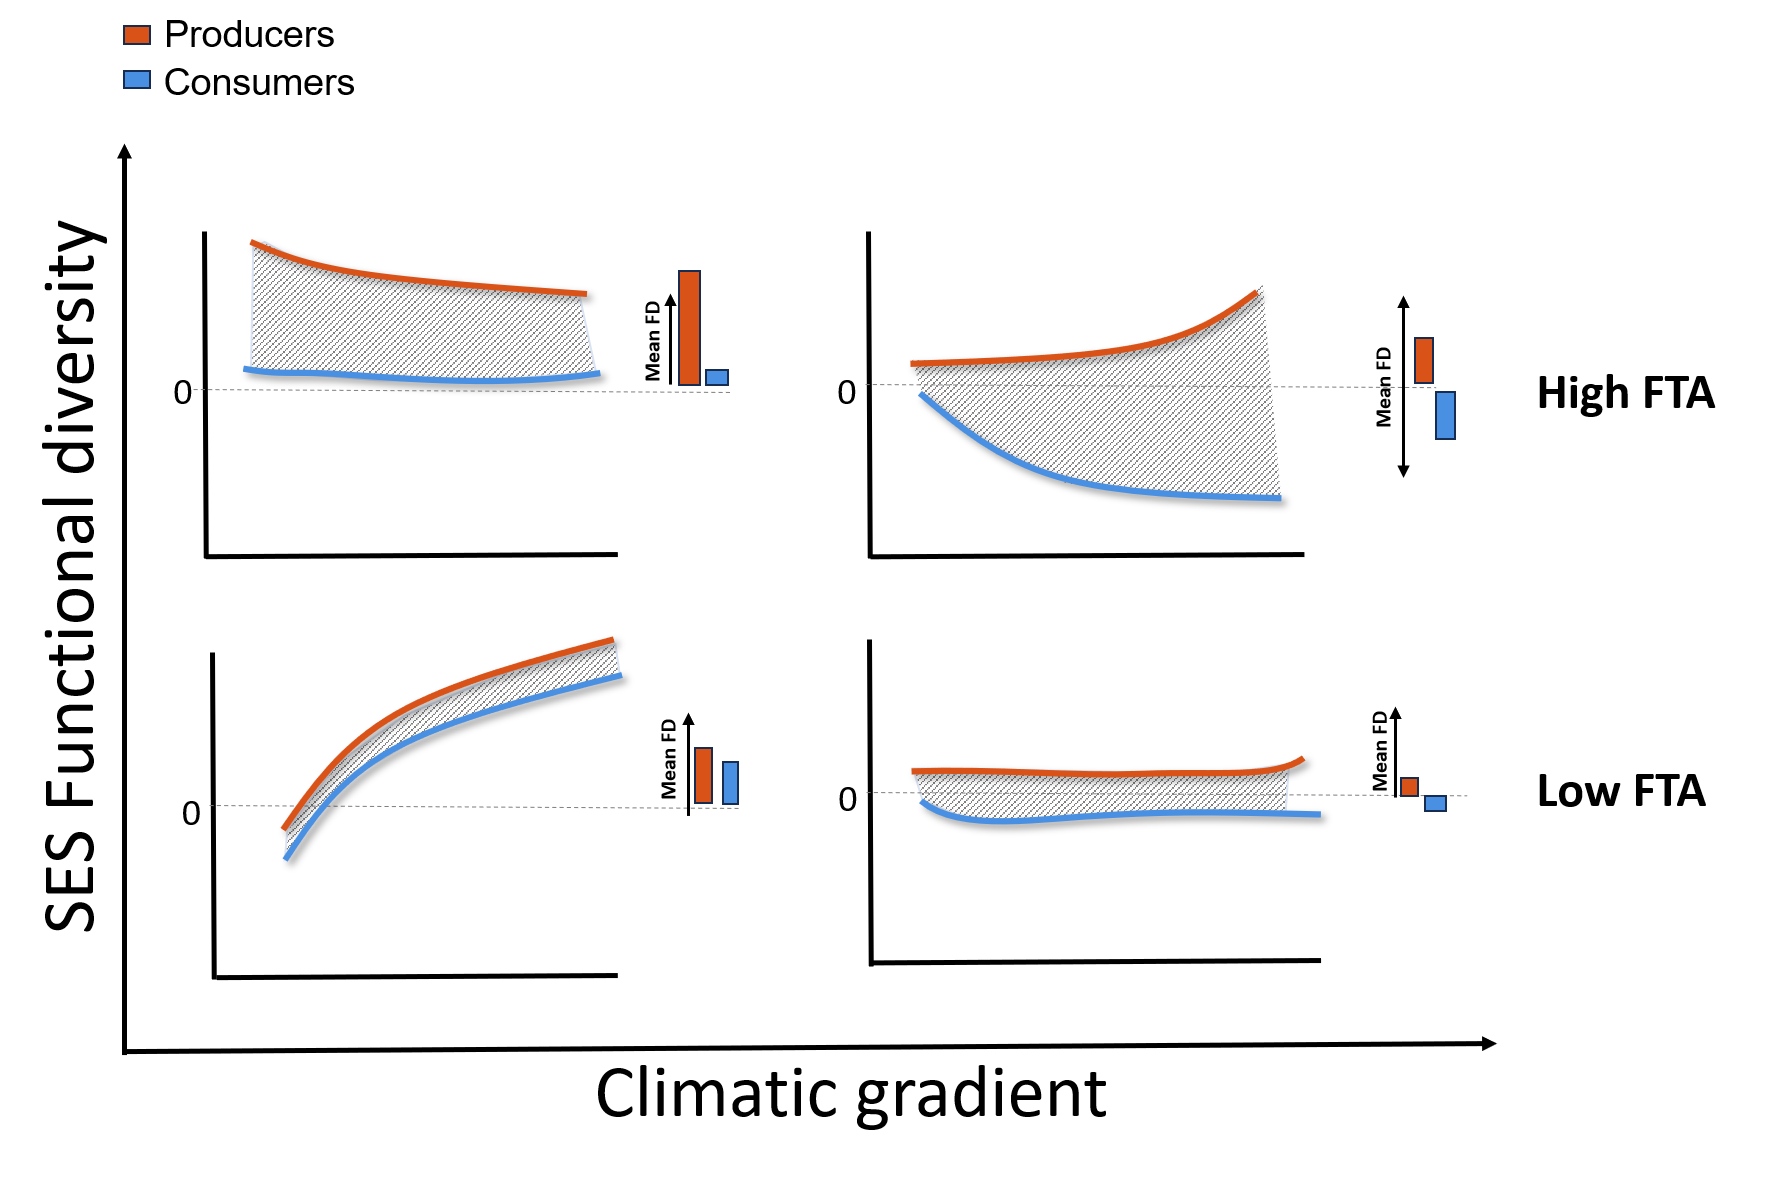 Producers
Consumers
SES Functional diversity
0
Mean FD
0
Mean FD
High FTA
0
Mean FD
0
Mean FD
Low FTA
Climatic gradient